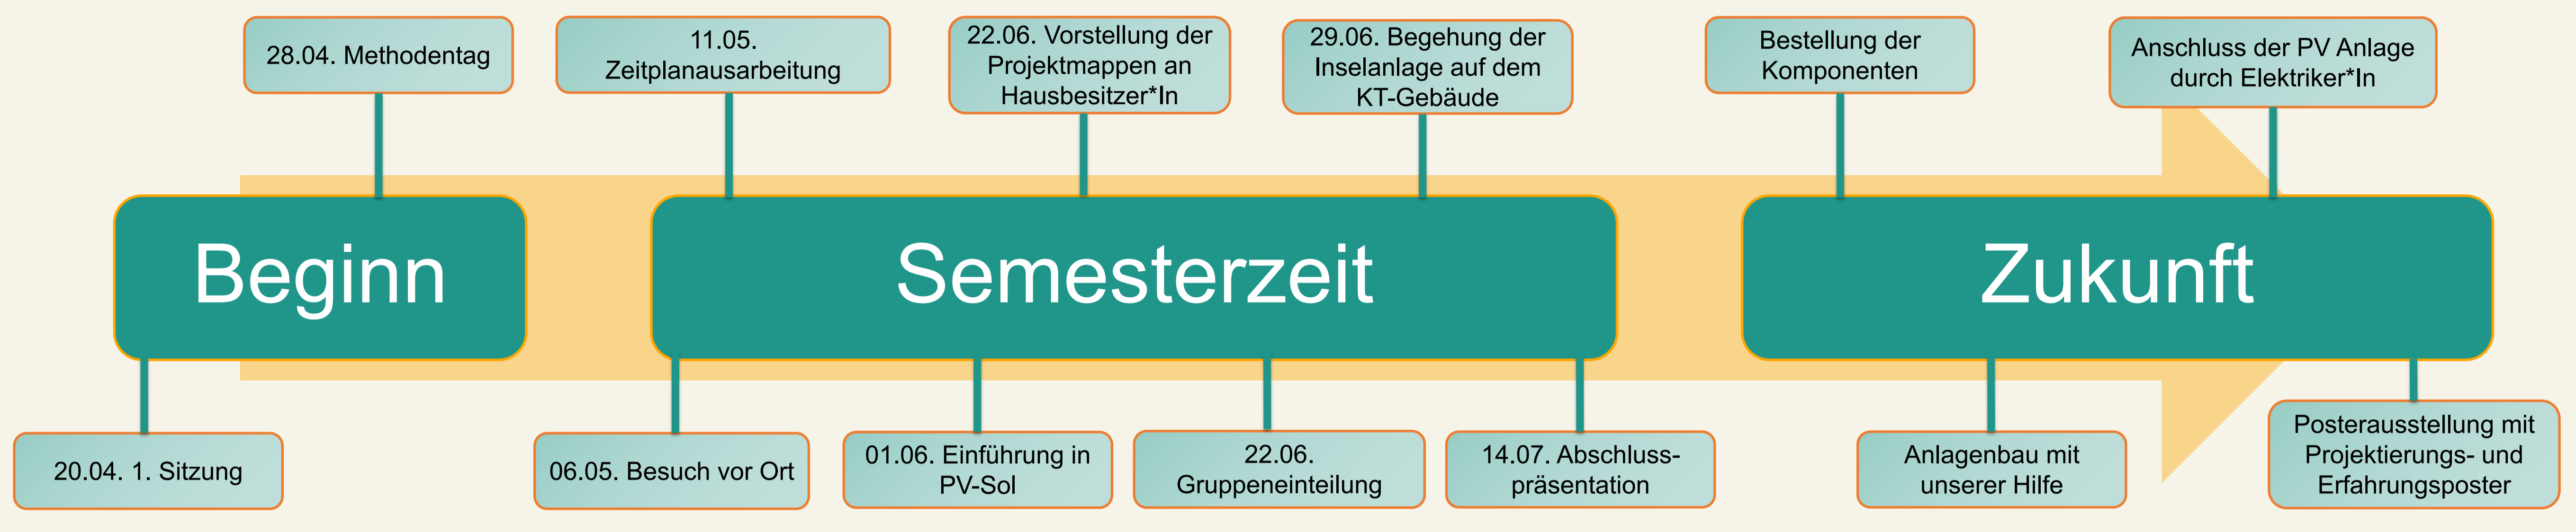 28.04. Methodentag
11.05.
Zeitplanausarbeitung
22.06. Vorstellung der
Projektmappen an
Hausbesitzer*In
29.06. Begehung der
Inselanlage auf dem
KT-Gebäude
Bestellung der
Komponenten
Anschluss der PV Anlage
durch Elektriker*In
Beginn
Semesterzeit
Zukunft
20.04. 1. Sitzung
06.05. Besuch vor Ort
01.06. Einführung in
PV-Sol
22.06.
Gruppeneinteilung
14.07. Abschluss-
präsentation
Anlagenbau mit
unserer Hilfe
Posterausstellung mit
Projektierungs- und
Erfahrungsposter